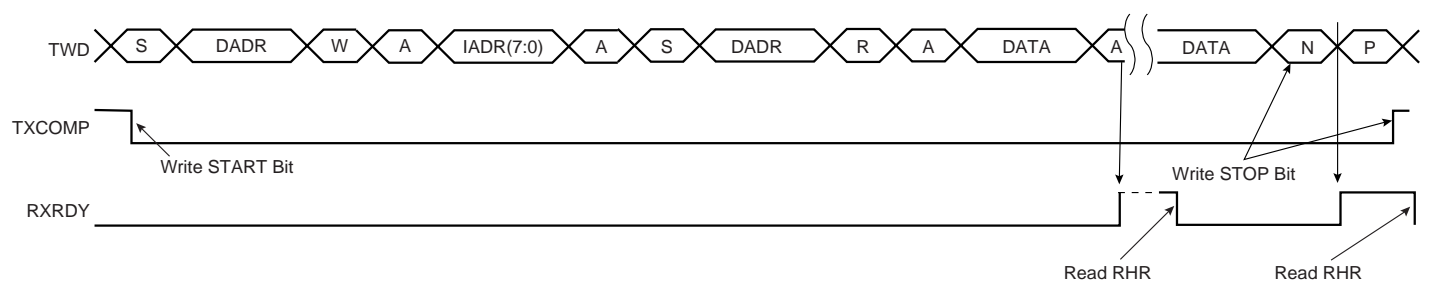 TWD S DADR W A IADR(7:0) A S DADR R A DATA A DATA N P
TXCOMP
Write START Bit
Write STOP Bit
RXRDY
Read RHR Read RHR